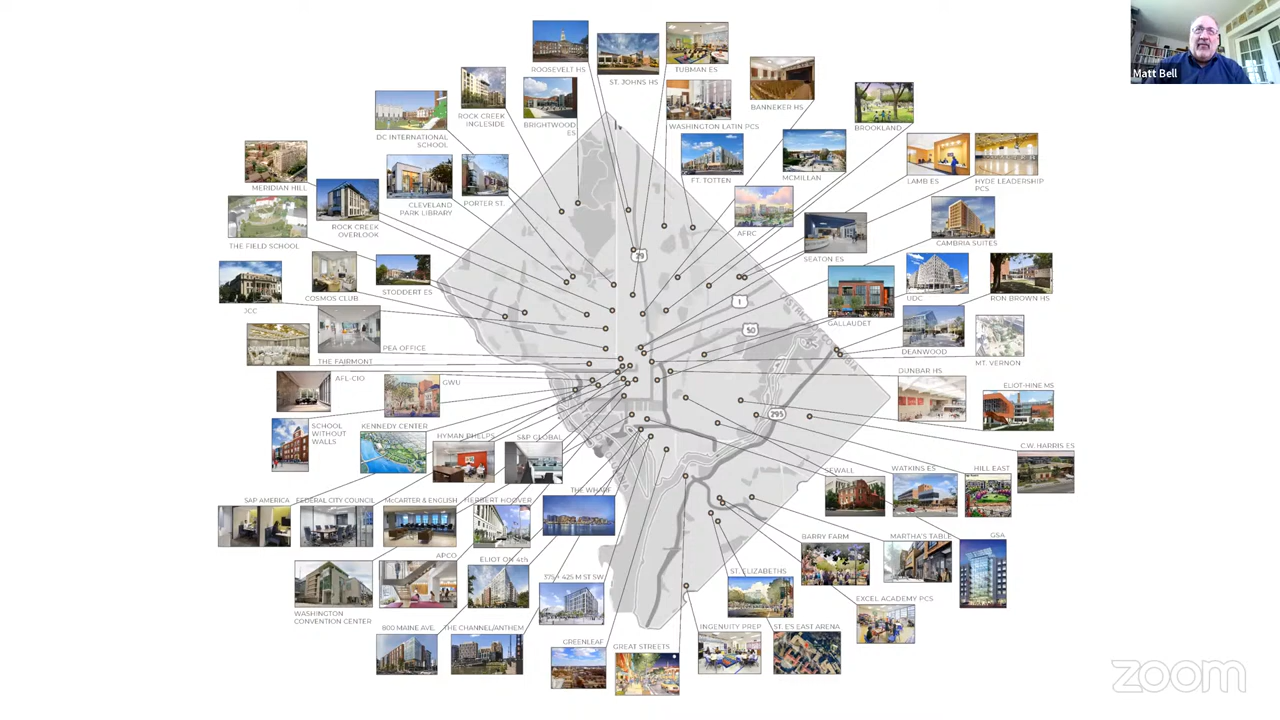 Matt Bell
ROOSEVELT HS
ST. JOHNS HS
TUBMAN ES
ROCK CREEK
INGLESIDE
BRIGHTWOOD
ES
BANNEKER HS
WASHINGTON LATIN PCS
BROOKLAND
DC INTERNATIONAL
SCHOOL
FT. TOTTEN
MCMILLAN
LAMB ES
HYDE LEADERSHIP
PCS
MERIDIAN HILL
CLEVELAND
PARK LIBRARY
PORTER ST.
ROCK CREEK
OVERLOOK
AFRC
CAMBRIA SUITES
THE FIELD SCHOOL
SEATON ES
29
STODDERT ES
COSMOS CLUB
UDC
RON BROWN HS
1
JCC
GALLAUDET
50
PEA OFFICE
DEANWOOD
THE FAIRMONT
MT. VERNON
DUNBAR HS
AFL-CIO
GWU
ELIOT-HINE MS
295
SCHOOL
WITHOUT
WALLS
KENNEDY CENTER
HYMAN PHELPS
S&P GLOBAL
C.W. HARRIS ES
SEWALL
WATKINS ES
HILL EAST
SAP AMERICA
FEDERAL CITY COUNCIL
McCARTER & ENGLISH
HERBERT HOOVER
THE WHARF
BARRY FARM
MARTHA'S TABLE
GSA
APCO
ELIOT ON 4th
375 + 425 M ST SW
ST. ELIZABETHS
WASHINGTON
CONVENTION CENTER
EXCEL ACADEMY PCS
800 MAINE AVE.
THE CHANNEL/ANTHEM
GREENLEAF
GREAT STREETS
INGENUITY PREP
ST. E'S EAST ARENA
zoom